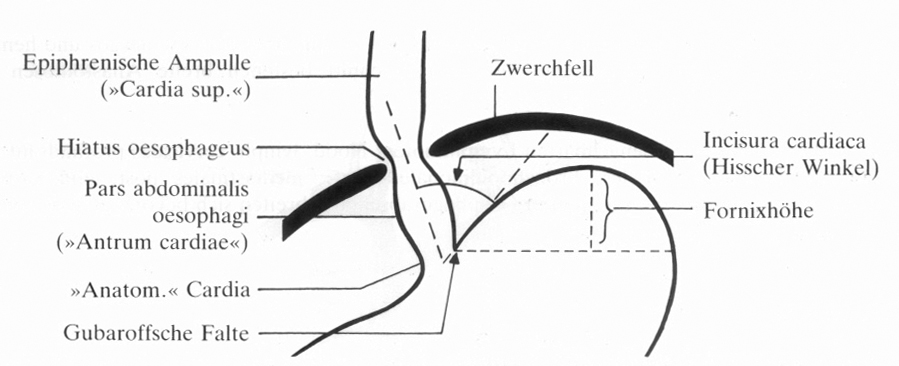 Epiphrenische Ampulle
(»Cardia sup.«)
Zwerchfell
Hiatus oesophageus
Incisura cardiaca
(Hisscher Winkel)
Pars abdominalis
oesophagi
(»Antrum cardiae«)
Fornixhöhe
»Anatom.« Cardia
Gubaroffsche Falte